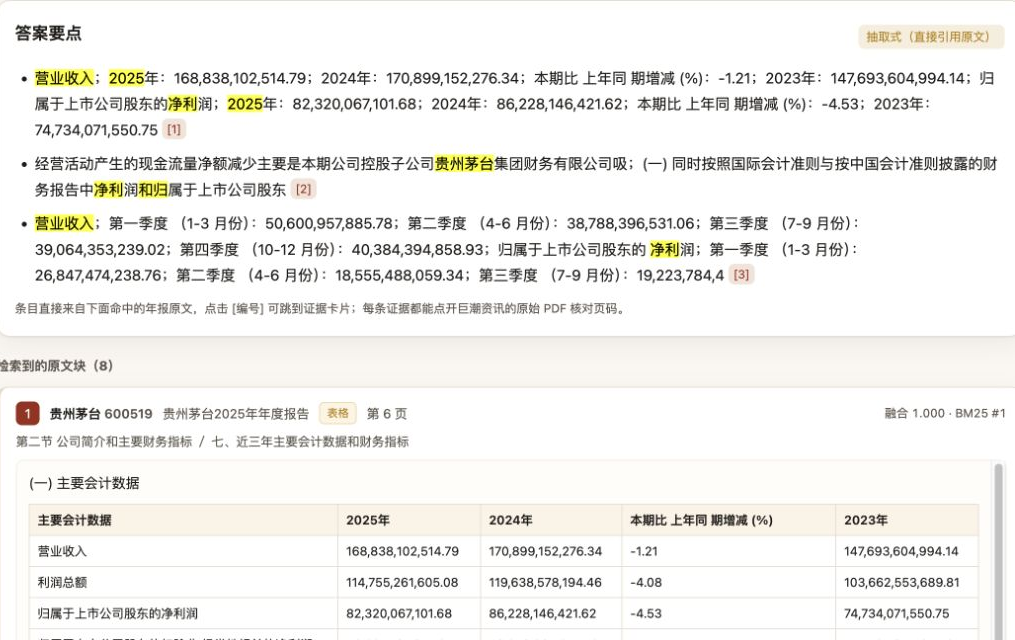 答案要点
抽取式（直接引用原文）
• 营业收入；2025年：168,838,102,514.79；2024年：170,899,152,276.34；本期比 上年同 期增减 (%)：-1.21；2023年：147,693,604,994.14；归
属于上市公司股东的净利润；2025年：82,320,067,101.68；2024年：86,228,146,421.62；本期比 上年同 期增减 (%)：-4.53；2023年：
74,734,071,550.75 [1]
• 经营活动产生的现金流量净额减少主要是本期公司控股子公司贵州茅台集团财务有限公司吸；(一) 同时按照国际会计准则与按中国会计准则披露的财
务报告中净利润和归属于上市公司股东 [2]
• 营业收入；第一季度 （1-3 月份）：50,600,957,885.78；第二季度 （4-6 月份）：38,788,396,531.06；第三季度 （7-9 月份）：
39,064,353,239.02；第四季度 （10-12 月份）：40,384,394,858.93；归属于上市公司股东的 净利润；第一季度 （1-3 月份）：
26,847,474,238.76；第二季度 （4-6 月份）：18,555,488,059.34；第三季度 （7-9 月份）：19,223,784,4 [3]
条目直接来自下面命中的年报原文，点击 [编号] 可跳到证据卡片；每条证据都能点开巨潮资讯的原始 PDF 核对页码。
检索到的原文块（8）
1 贵州茅台 600519 贵州茅台2025年年度报告 表格 第 6 页 融合 1.000 · BM25 #1
第二节 公司简介和主要财务指标 / 七、近三年主要会计数据和财务指标
(一) 主要会计数据
主要会计数据 2025年 2024年 本期比 上年同 期增减 (%) 2023年
营业收入 168,838,102,514.79 170,899,152,276.34 -1.21 147,693,604,994.14
利润总额 114,755,261,605.08 119,638,578,194.46 -4.08 103,662,553,689.81
归属于上市公司股东的净利润 82,320,067,101.68 86,228,146,421.62 -4.53 74,734,071,550.75